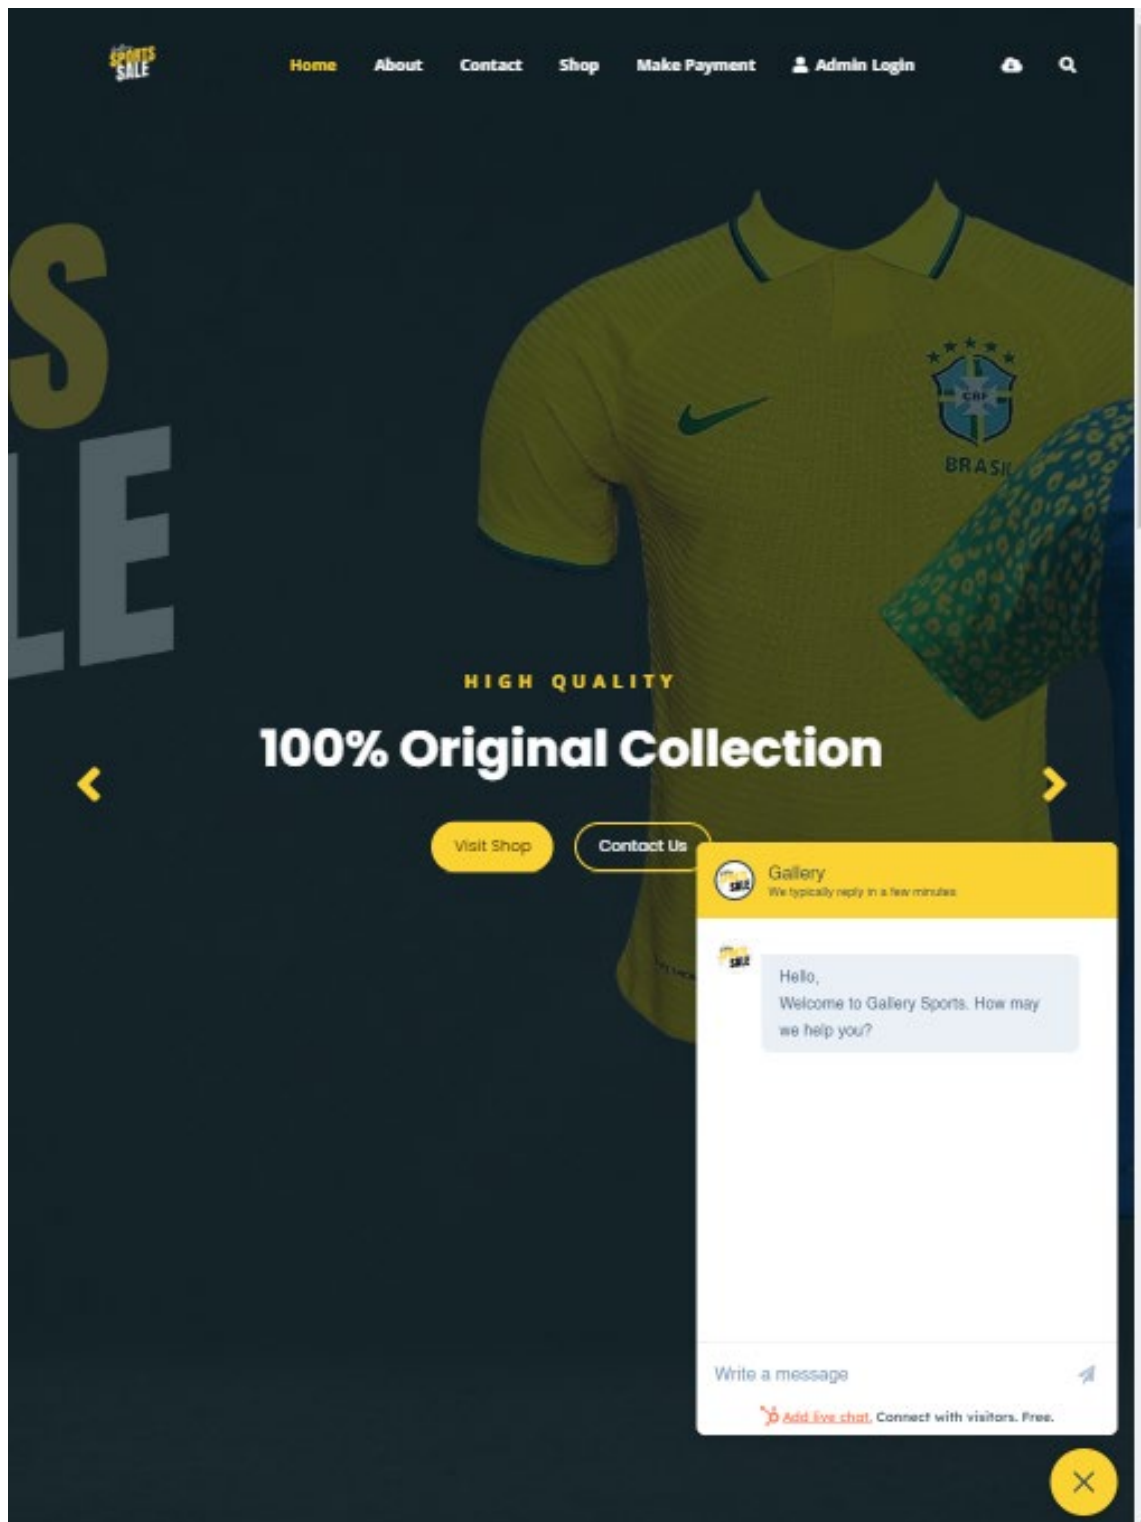 SPORTS
SALE
Home About Contact Shop Make Payment Admin Login
S
LE
CBF
BRASIL
HIGH QUALITY
100% Original Collection
Visit Shop Contact Us
Gallery
We typically reply in a few minutes
SALE
Hello,
Welcome to Gallery Sports. How may
we help you?
Write a message
Add live chat. Connect with visitors. Free.